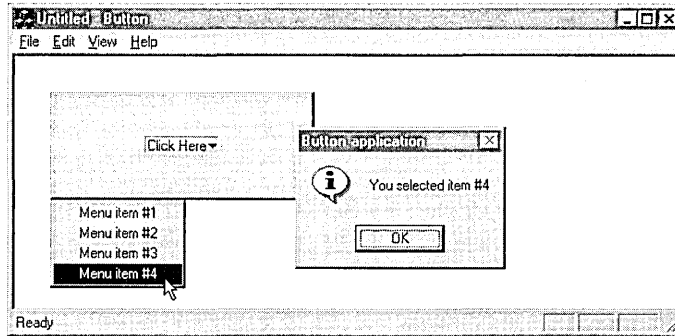 Untitled - Button
File Edit View Help
Click Here
Button application
You selected item #4
OK
Menu item #1
Menu item #2
Menu item #3
Menu item #4
Ready